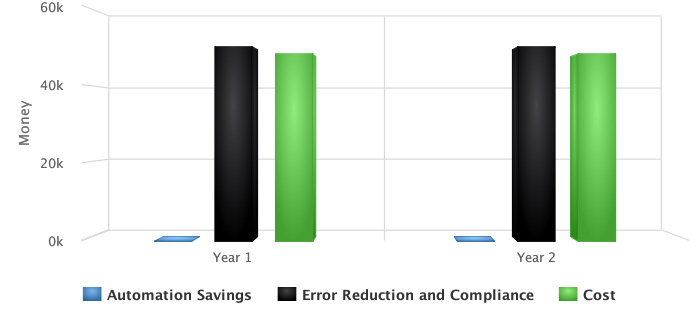 60k
40k
20k
0k
Money
Year 1
Year 2
Automation Savings
Error Reduction and Compliance
Cost